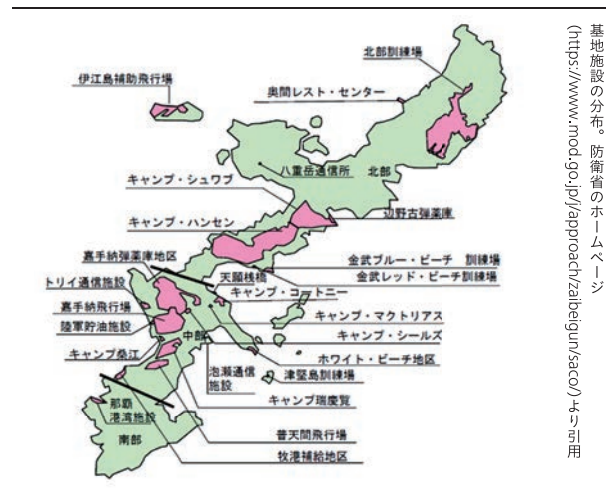 基地施設の分布。防衛省のホームページ
(https://www.mod.go.jp/j/approach/zaibeigun/saco/)より引用
北部訓練場
伊江島補助飛行場
奥間レスト・センター
八重岳通信所
北部
キャンプ・シュワブ
辺野古弾薬庫
キャンプ・ハンセン
嘉手納弾薬庫地区
金武ブルー・ビーチ 訓練場
天願桟橋
金武レッド・ビーチ訓練場
トリイ通信施設
キャンプ・コートニー
嘉手納飛行場
キャンプ・マクトリアス
陸軍貯油施設
中部
キャンプ・シールズ
キャンプ桑江
ホワイト・ビーチ地区
泡瀬通信
施設
津堅島訓練場
キャンプ瑞慶覧
那覇
港湾施設
普天間飛行場
南部
牧港補給地区